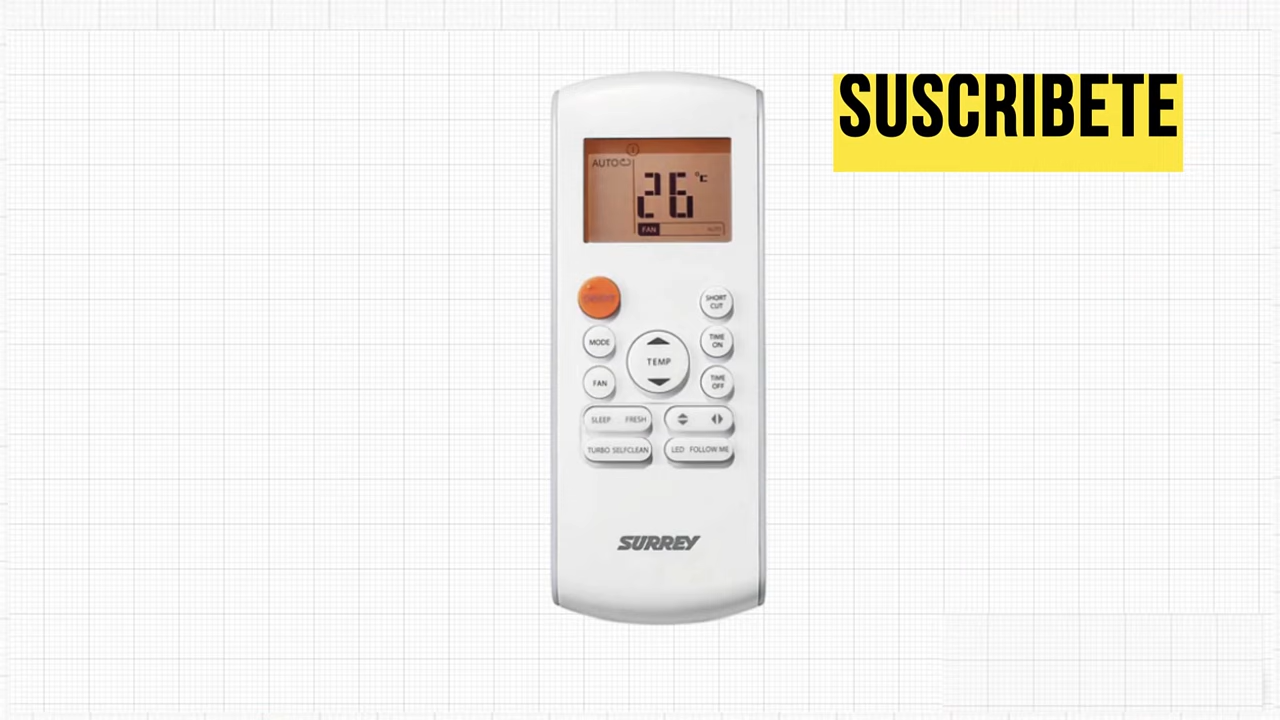 SUSCRIBETE
AUTO
26 °C
FAN AUTO
SHORT CUT
MODE
TIME ON
TEMP
FAN
TIME OFF
SLEEP FRESH
TURBO SELFCLEAN
LED FOLLOW ME
SURREY